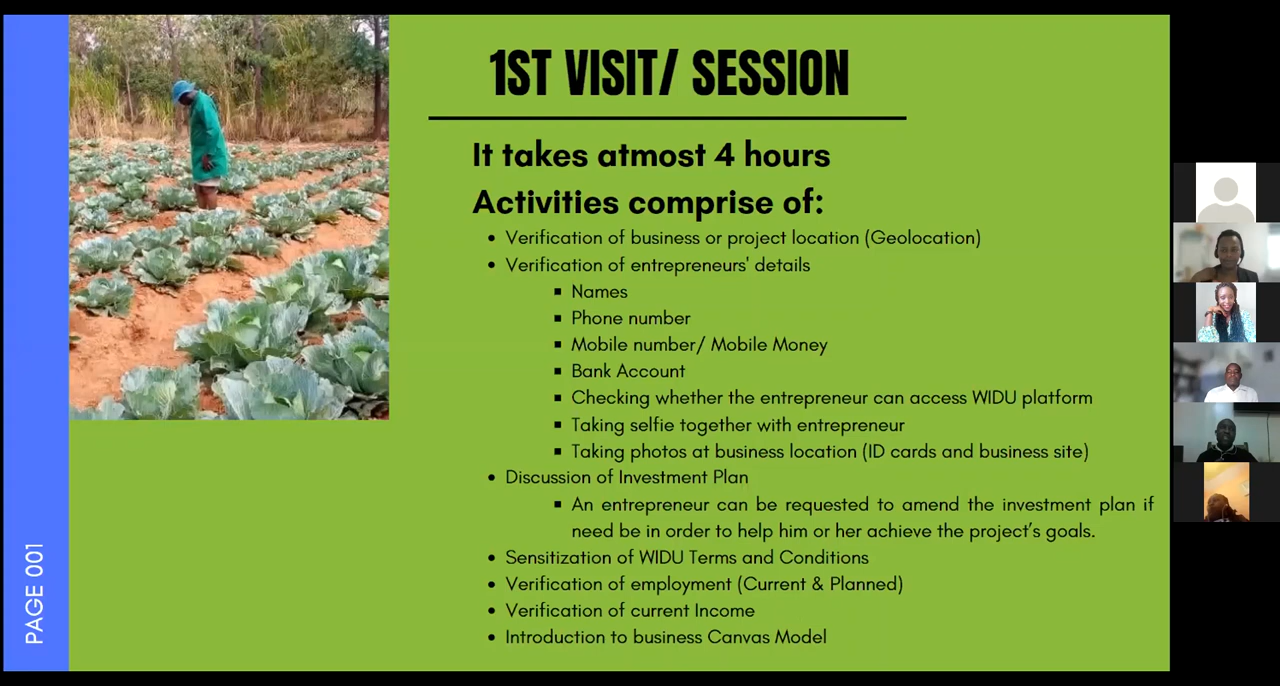 1ST VISIT/ SESSION
It takes atmost 4 hours
Activities comprise of:
• Verification of business or project location (Geolocation)
• Verification of entrepreneurs' details
▪ Names
▪ Phone number
▪ Mobile number/ Mobile Money
▪ Bank Account
▪ Checking whether the entrepreneur can access WIDU platform
▪ Taking selfie together with entrepreneur
▪ Taking photos at business location (ID cards and business site)
• Discussion of Investment Plan
▪ An entrepreneur can be requested to amend the investment plan if
need be in order to help him or her achieve the project's goals.
• Sensitization of WIDU Terms and Conditions
• Verification of employment (Current & Planned)
• Verification of current Income
• Introduction to business Canvas Model
PAGE 001